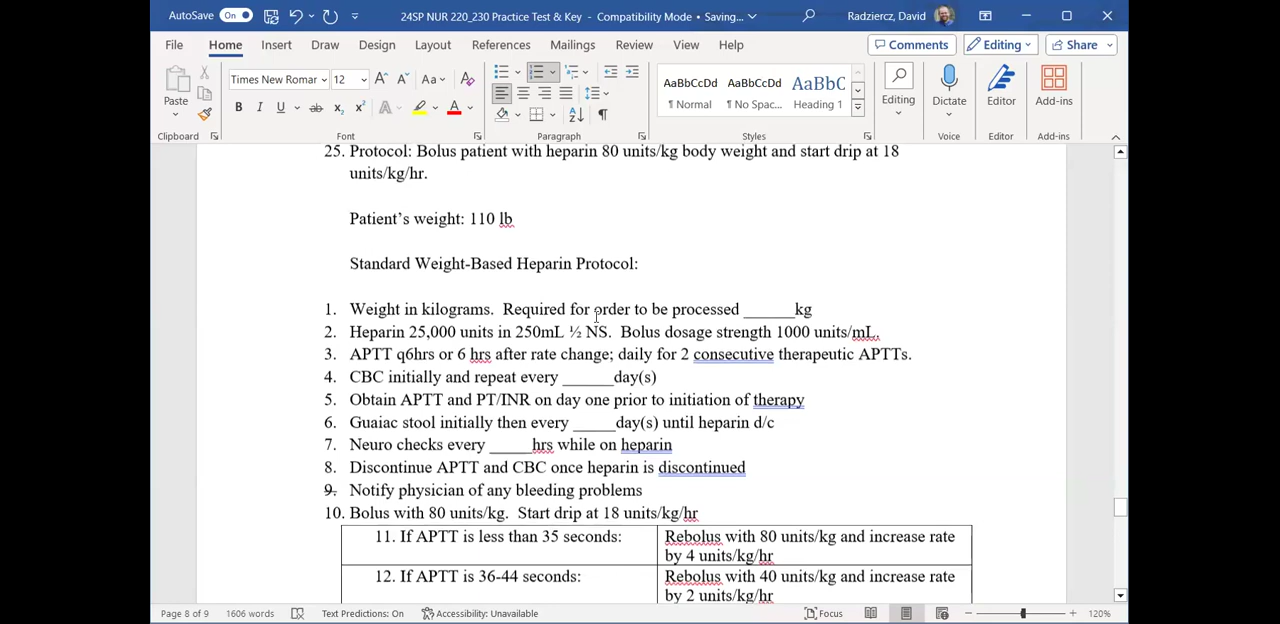 AutoSave On 24SP NUR 220_230 Practice Test & Key - Compatibility Mode • Saving... Radziercz, David
File Home Insert Draw Design Layout References Mailings Review View Help Comments Editing Share
Times New Romar 12 A A Aa A AaBbCcDd AaBbCcDd AaBbC
Paste B I U ab x₂ x² A A ¶ ¶ Normal ¶ No Spac... Heading 1 Editing Dictate Editor Add-ins
Clipboard Font Paragraph Styles Voice Editor Add-ins
25. Protocol: Bolus patient with heparin 80 units/kg body weight and start drip at 18
units/kg/hr.
Patient’s weight: 110 lb
Standard Weight-Based Heparin Protocol:
1. Weight in kilograms. Required for order to be processed ______kg
2. Heparin 25,000 units in 250mL ½ NS. Bolus dosage strength 1000 units/mL.
3. APTT q6hrs or 6 hrs after rate change; daily for 2 consecutive therapeutic APTTs.
4. CBC initially and repeat every ______day(s)
5. Obtain APTT and PT/INR on day one prior to initiation of therapy
6. Guaiac stool initially then every _____day(s) until heparin d/c
7. Neuro checks every _____hrs while on heparin
8. Discontinue APTT and CBC once heparin is discontinued
9. Notify physician of any bleeding problems
10. Bolus with 80 units/kg. Start drip at 18 units/kg/hr
11. If APTT is less than 35 seconds: Rebolus with 80 units/kg and increase rate
by 4 units/kg/hr
12. If APTT is 36-44 seconds: Rebolus with 40 units/kg and increase rate
by 2 units/kg/hr
Page 8 of 9 1606 words Text Predictions: On Accessibility: Unavailable Focus 120%